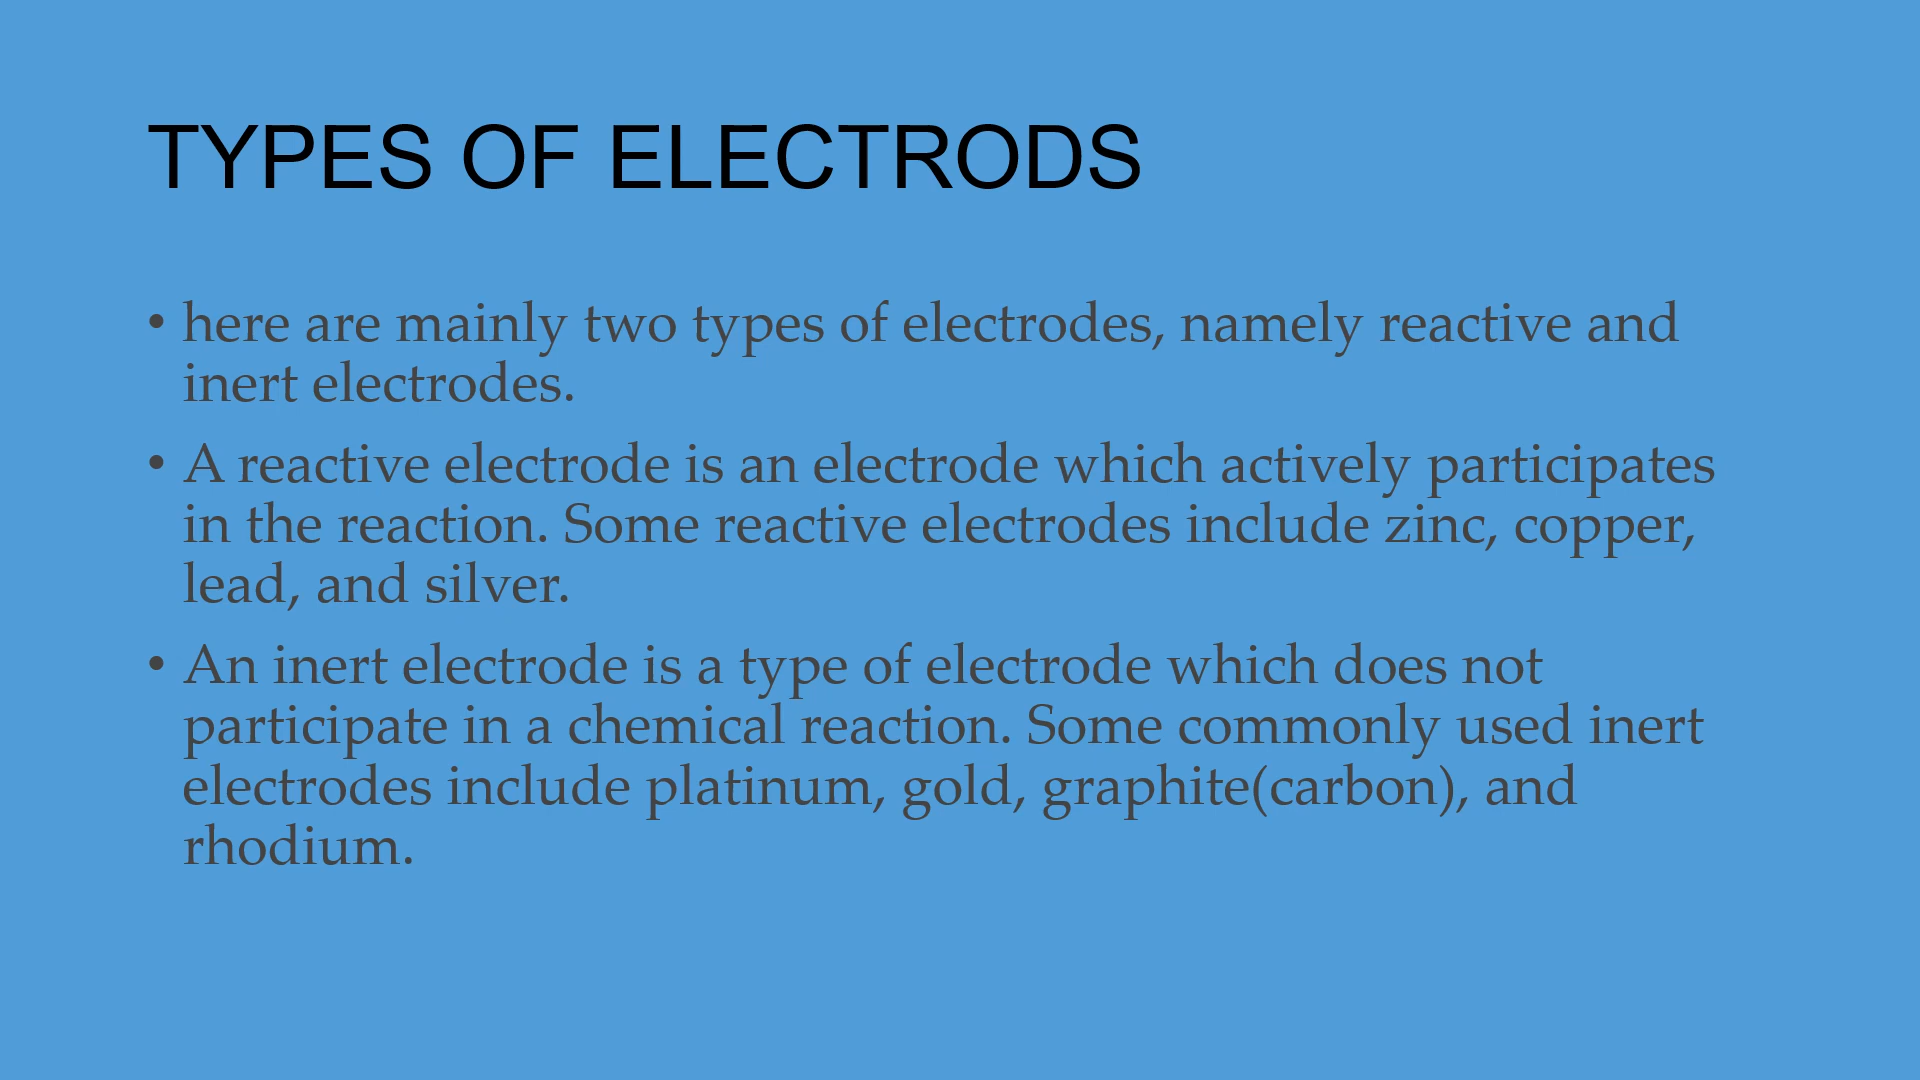 TYPES OF ELECTRODS
• here are mainly two types of electrodes, namely reactive and
inert electrodes.
• A reactive electrode is an electrode which actively participates
in the reaction. Some reactive electrodes include zinc, copper,
lead, and silver.
• An inert electrode is a type of electrode which does not
participate in a chemical reaction. Some commonly used inert
electrodes include platinum, gold, graphite(carbon), and
rhodium.